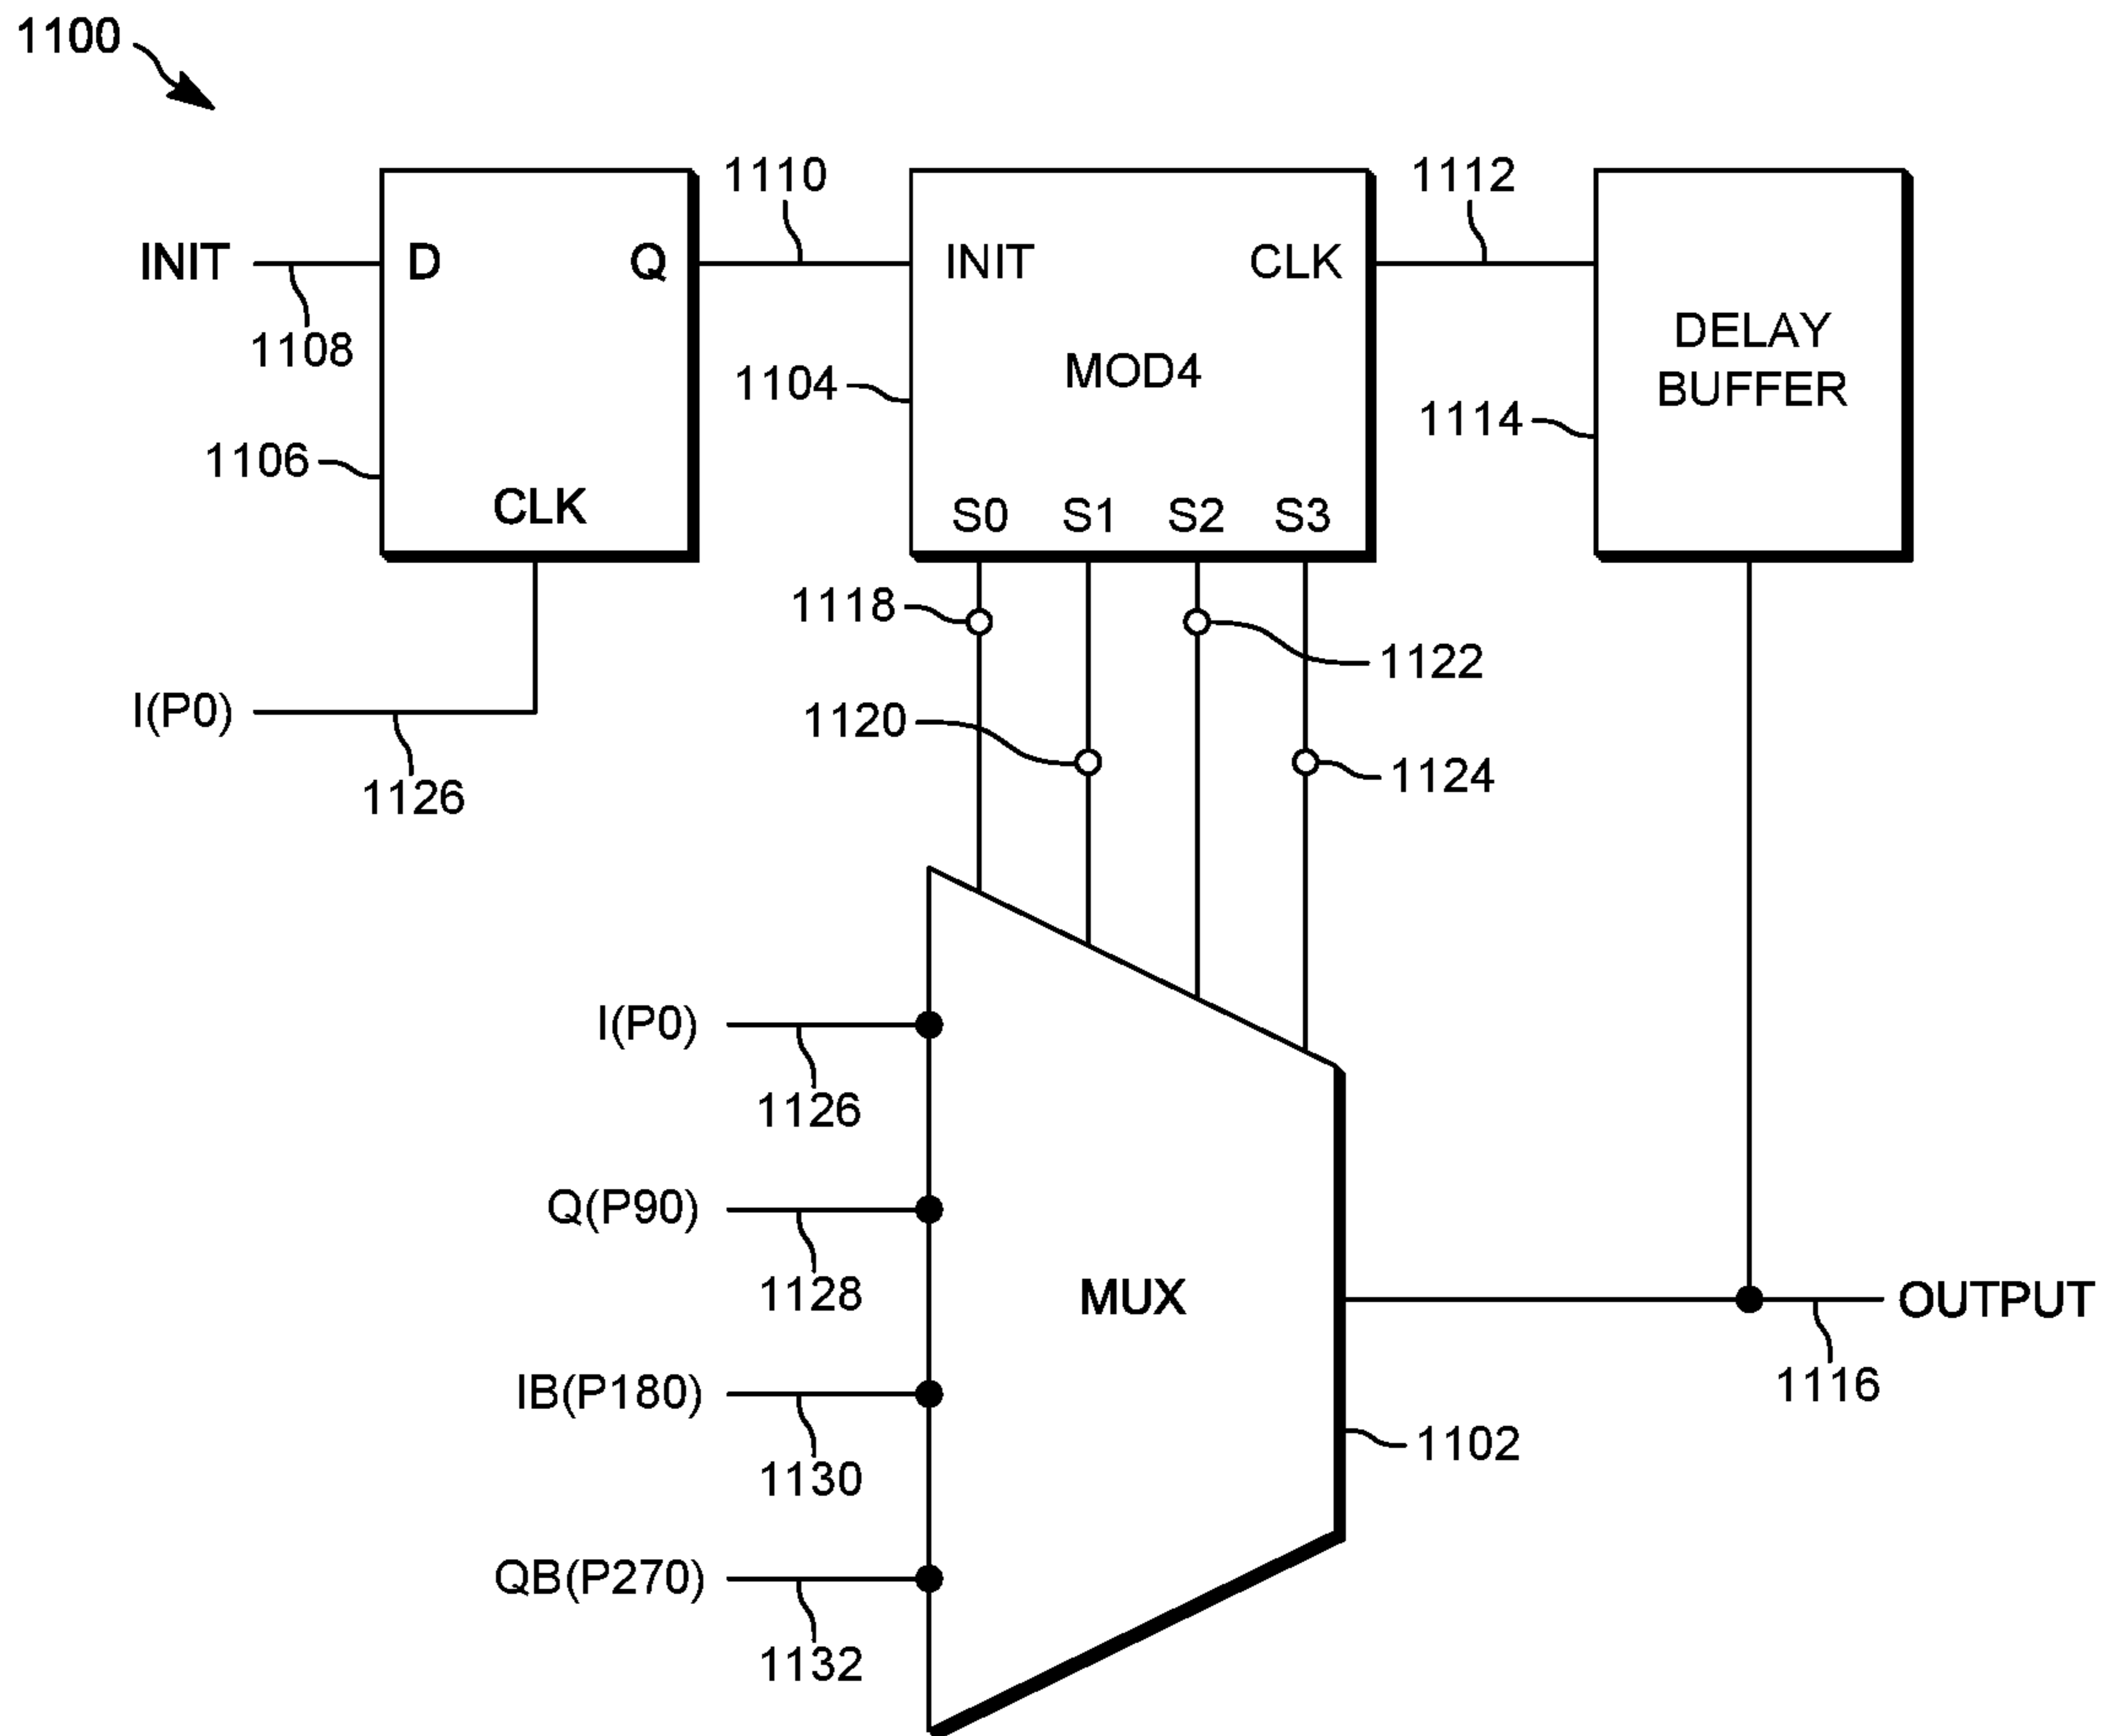 1100
1110
1112
INIT
D
Q
INIT
CLK
1108
DELAY
BUFFER
1104
MOD4
1114
1106
CLK
S0 S1 S2 S3
1118
1122
I(P0)
1120
1124
1126
I(P0)
1126
Q(P90)
1128
MUX
OUTPUT
1116
IB(P180)
1102
1130
QB(P270)
1132